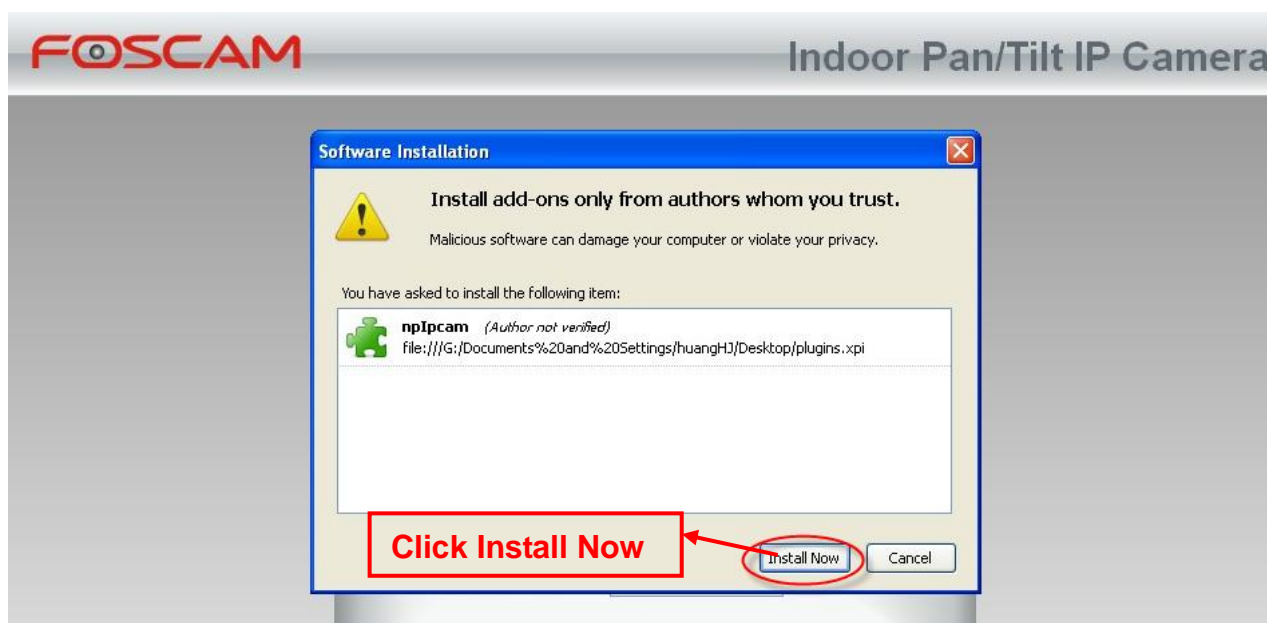 FOSCAM
Indoor Pan/Tilt IP Camera
Software Installation
Install add-ons only from authors whom you trust.
Malicious software can damage your computer or violate your privacy.
You have asked to install the following item:
npIpcam (Author not verified)
file:///G:/Documents%20and%20Settings/huangHJ/Desktop/plugins.xpi
Click Install Now
Install Now Cancel